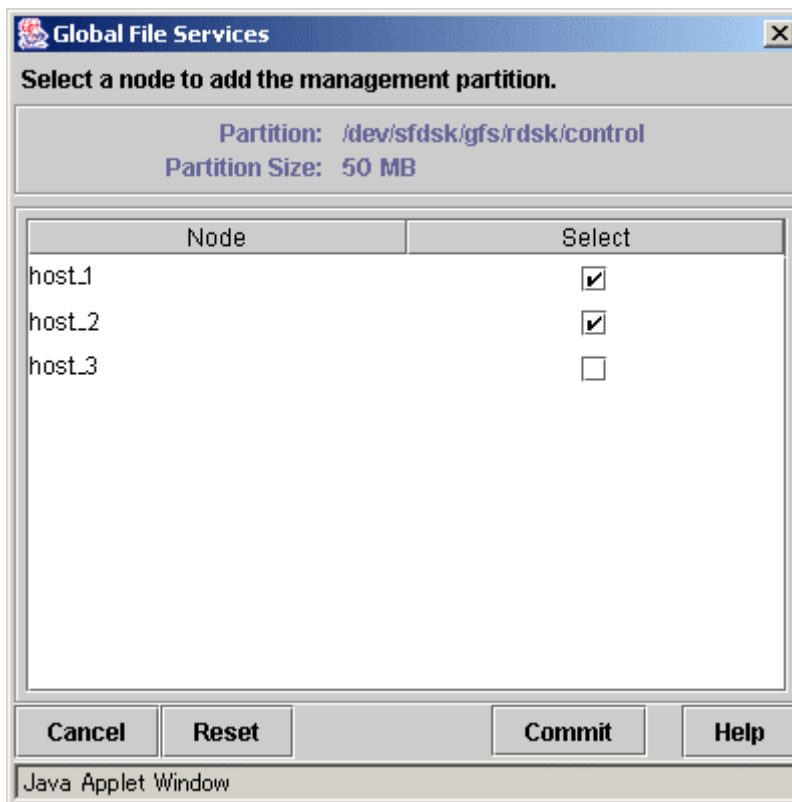 Global File Services
Select a node to add the management partition.
Partition: /dev/sfdsk/gfs/rdsk/control
Partition Size: 50 MB
Node Select
host_1
host_2
host_3
Cancel Reset Commit Help
Java Applet Window